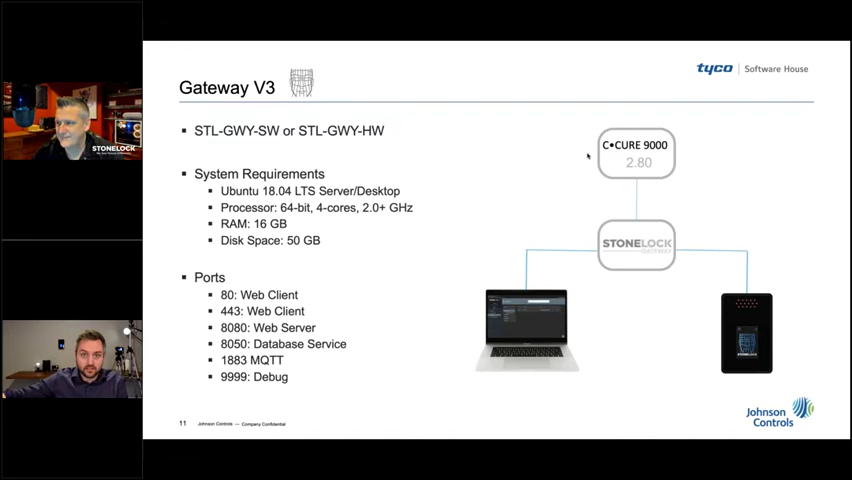 tyco | Software House
Gateway V3
STL-GWY-SW or STL-GWY-HW
System Requirements
Ubuntu 18.04 LTS Server/Desktop
Processor: 64-bit, 4-cores, 2.0+ GHz
RAM: 16 GB
Disk Space: 50 GB
Ports
80: Web Client
443: Web Client
8080: Web Server
8050: Database Service
1883 MQTT
9999: Debug
C•CURE 9000
2.80
STONELOCK
GATEWAY
STONELOCK
STONELOCK
11 Johnson Controls — Company Confidential
Johnson
Controls